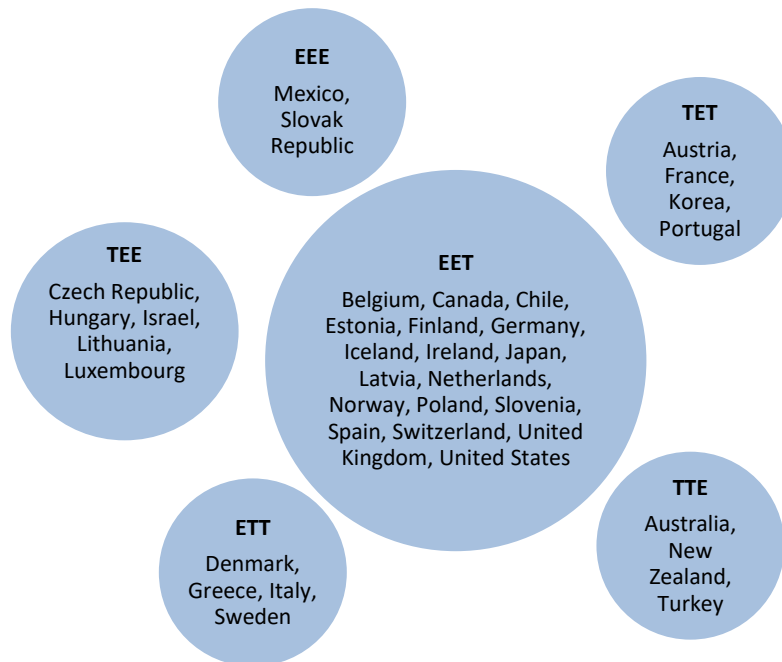 EEE
Mexico,
Slovak
Republic
TET
Austria,
France,
Korea,
Portugal
TEE
Czech Republic,
Hungary, Israel,
Lithuania,
Luxembourg
EET
Belgium, Canada, Chile,
Estonia, Finland, Germany,
Iceland, Ireland, Japan,
Latvia, Netherlands,
Norway, Poland, Slovenia,
Spain, Switzerland, United
Kingdom, United States
ETT
Denmark,
Greece, Italy,
Sweden
TTE
Australia,
New
Zealand,
Turkey